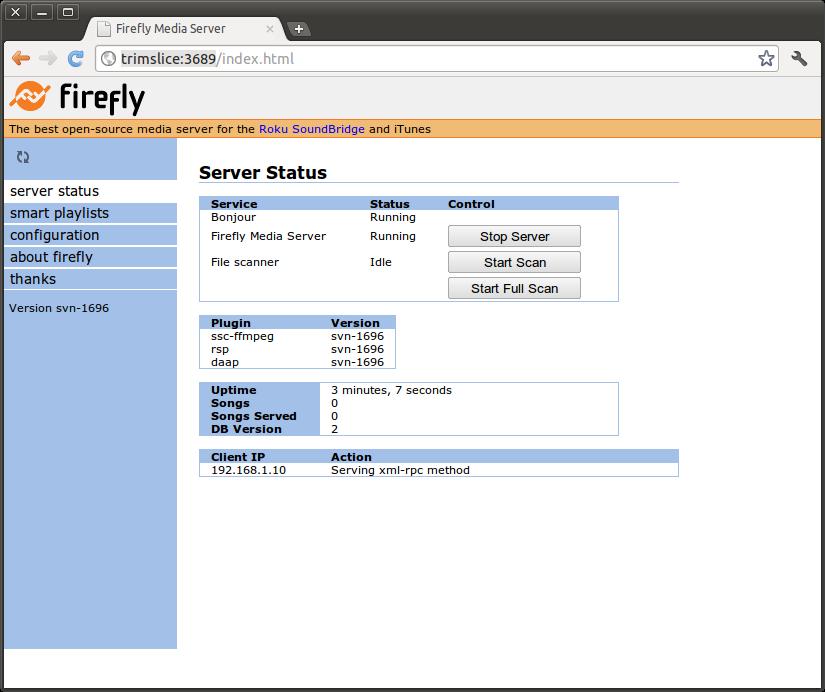 Firefly Media Server
trimslice:3689/index.html
firefly
The best open-source media server for the Roku SoundBridge and iTunes
server status
smart playlists
configuration
about firefly
thanks
Version svn-1696
Server Status
Service Status Control
Bonjour Running
Firefly Media Server Running Stop Server
File scanner Idle Start Scan
Start Full Scan
Plugin Version
ssc-ffmpeg svn-1696
rsp svn-1696
daap svn-1696
Uptime 3 minutes, 7 seconds
Songs 0
Songs Served 0
DB Version 2
Client IP Action
192.168.1.10 Serving xml-rpc method